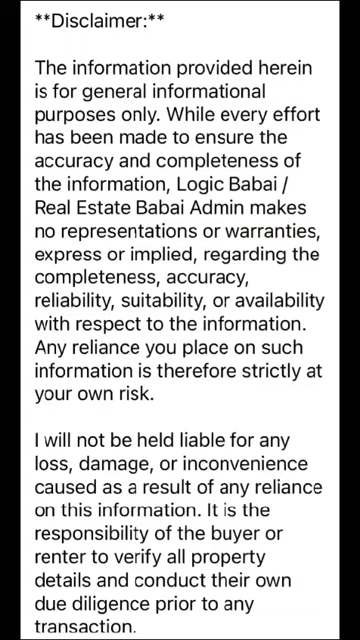 **Disclaimer:**
The information provided herein
is for general informational
purposes only. While every effort
has been made to ensure the
accuracy and completeness of
the information, Logic Babai /
Real Estate Babai Admin makes
no representations or warranties,
express or implied, regarding the
completeness, accuracy,
reliability, suitability, or availability
with respect to the information.
Any reliance you place on such
information is therefore strictly at
your own risk.
I will not be held liable for any
loss, damage, or inconvenience
caused as a result of any reliance
on this information. It is the
responsibility of the buyer or
renter to verify all property
details and conduct their own
due diligence prior to any
transaction.